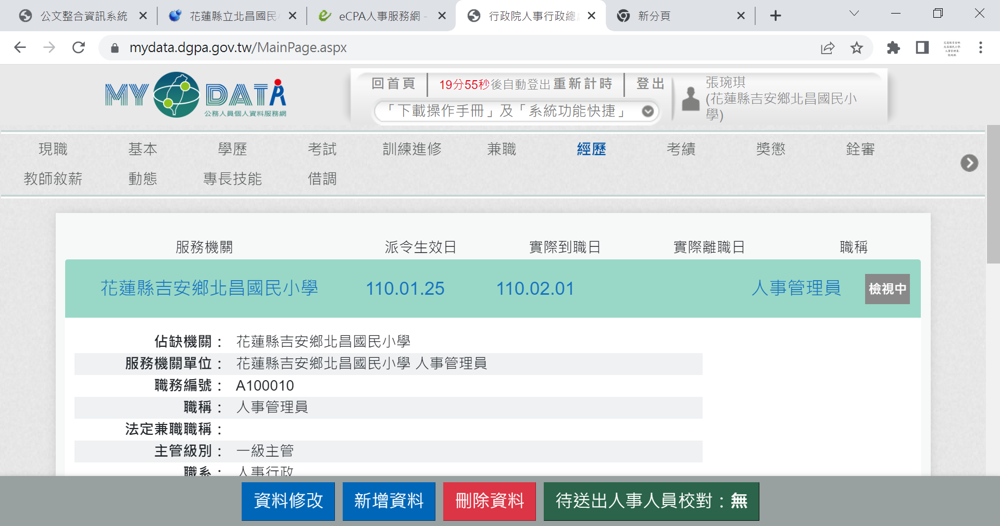 公文整合資訊系統
花蓮縣立北昌國民
eCPA人事服務網 -
行政院人事行政總
新分頁
mydata.dgpa.gov.tw/MainPage.aspx
MY DATA
公務人員個人資料服務網
回首頁
19分55秒後自動登出 重新計時
登出
「下載操作手冊」及「系統功能快捷」
張琬琪
(花蓮縣吉安鄉北昌國民小
學)
現職 基本 學歷 考試 訓練進修 兼職 經歷 考績 獎懲 銓審
教師敘薪 動態 專長技能 借調
服務機關 派令生效日 實際到職日 實際離職日 職稱
花蓮縣吉安鄉北昌國民小學 110.01.25 110.02.01 人事管理員 檢視中
佔缺機關： 花蓮縣吉安鄉北昌國民小學
服務機關單位： 花蓮縣吉安鄉北昌國民小學 人事管理員
職務編號： A100010
職稱： 人事管理員
法定兼職職稱：
主管級別： 一級主管
職系： 人事行政
資料修改 新增資料 刪除資料 待送出人事人員校對：無